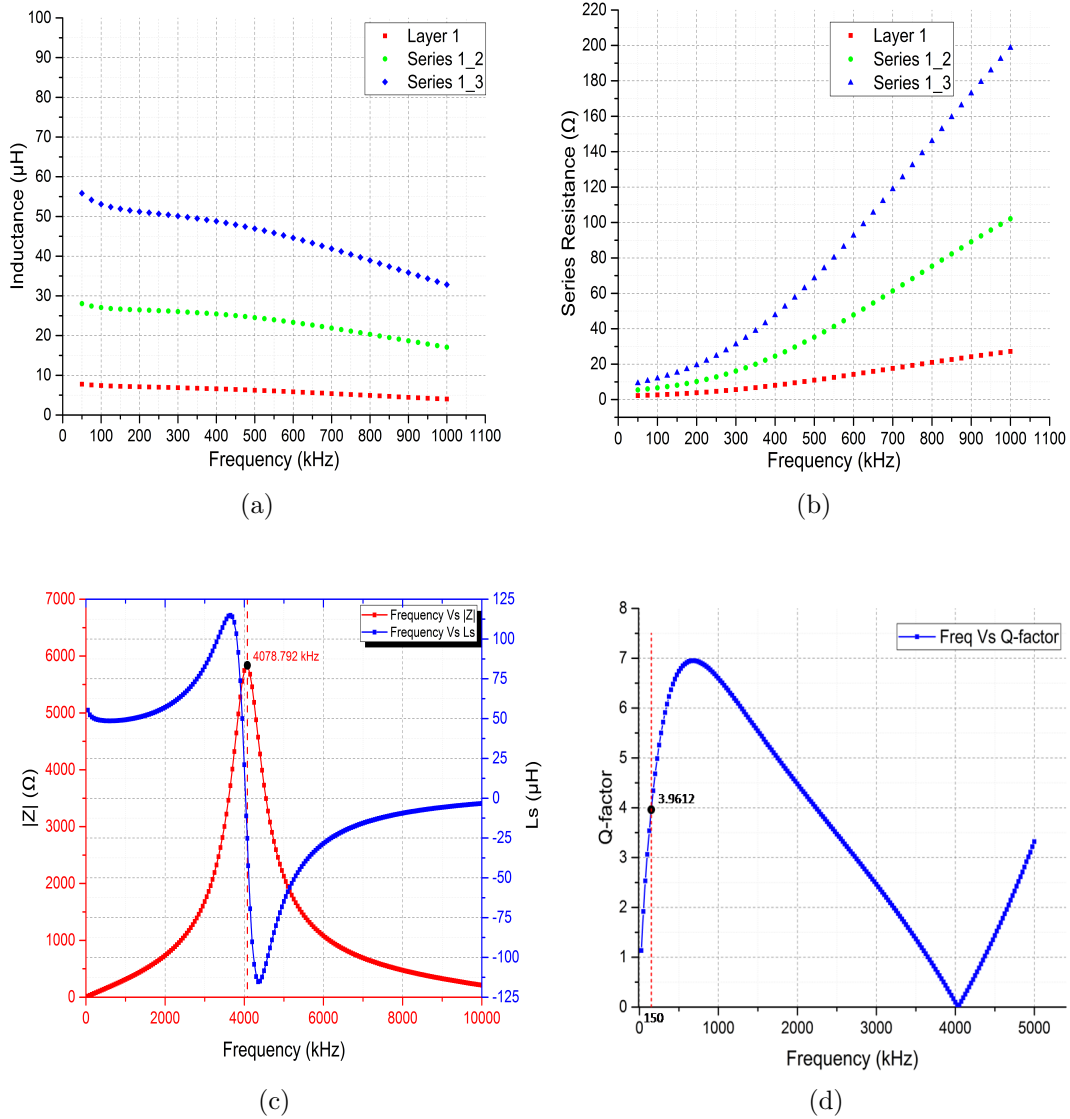 100
90
80
70
60
50
40
30
20
10
0
Inductance (µH)
Layer 1
Series 1_2
Series 1_3
0 100 200 300 400 500 600 700 800 900 1000 1100
Frequency (kHz)
(a)
220
200
180
160
140
120
100
80
60
40
20
0
Series Resistance (Ω)
Layer 1
Series 1_2
Series 1_3
0 100 200 300 400 500 600 700 800 900 1000 1100
Frequency (kHz)
(b)
7000
6000
5000
4000
3000
2000
1000
0
|Z| (Ω)
Frequency Vs |Z|
Frequency Vs Ls
4078.792 kHz
125
100
75
50
25
0
-25
-50
-75
-100
-125
Ls (µH)
0 2000 4000 6000 8000 10000
Frequency (kHz)
(c)
8
7
6
5
4
3
2
1
0
Q-factor
Freq Vs Q-factor
3.9612
0 150 1000 2000 3000 4000 5000
Frequency (kHz)
(d)